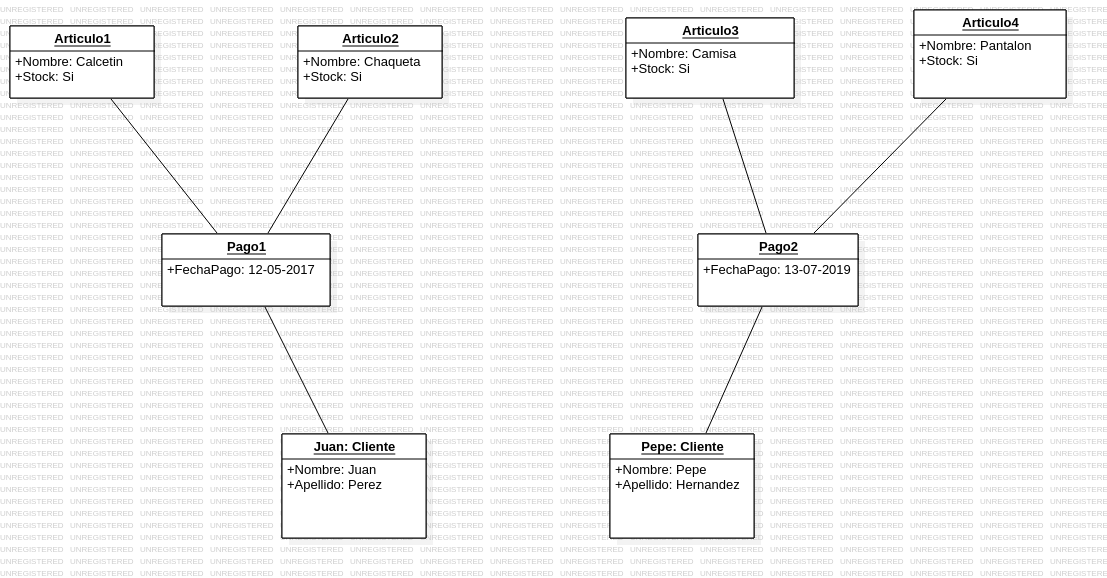 Articulo1
+Nombre: Calcetin
+Stock: Si
Articulo2
+Nombre: Chaqueta
+Stock: Si
Articulo3
+Nombre: Camisa
+Stock: Si
Articulo4
+Nombre: Pantalon
+Stock: Si
Pago1
+FechaPago: 12-05-2017
Pago2
+FechaPago: 13-07-2019
Juan: Cliente
+Nombre: Juan
+Apellido: Perez
Pepe: Cliente
+Nombre: Pepe
+Apellido: Hernandez
UNREGISTERED